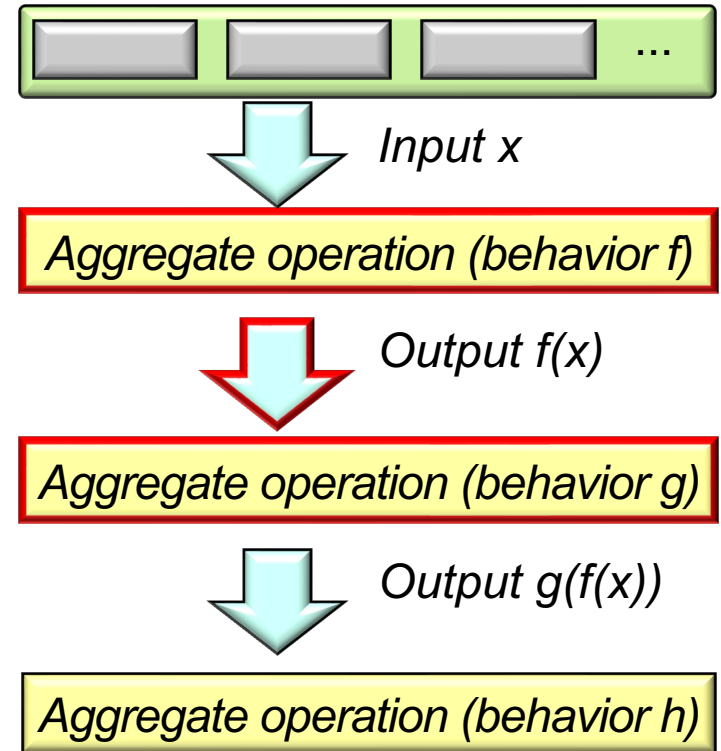 ...
Input x
Aggregate operation (behavior f)
Output f(x)
Aggregate operation (behavior g)
Output g(f(x))
Aggregate operation (behavior h)